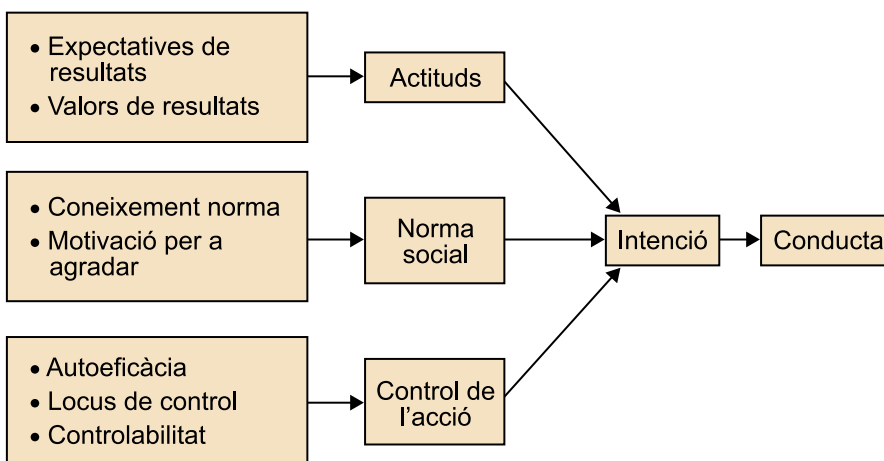 • Expectatives de
resultats
• Valors de resultats
Actituds
• Coneixement norma
• Motivació per a
agradar
Norma
social
Intenció
Conducta
• Autoeficàcia
• Locus de control
• Controlabilitat
Control de
l’acció